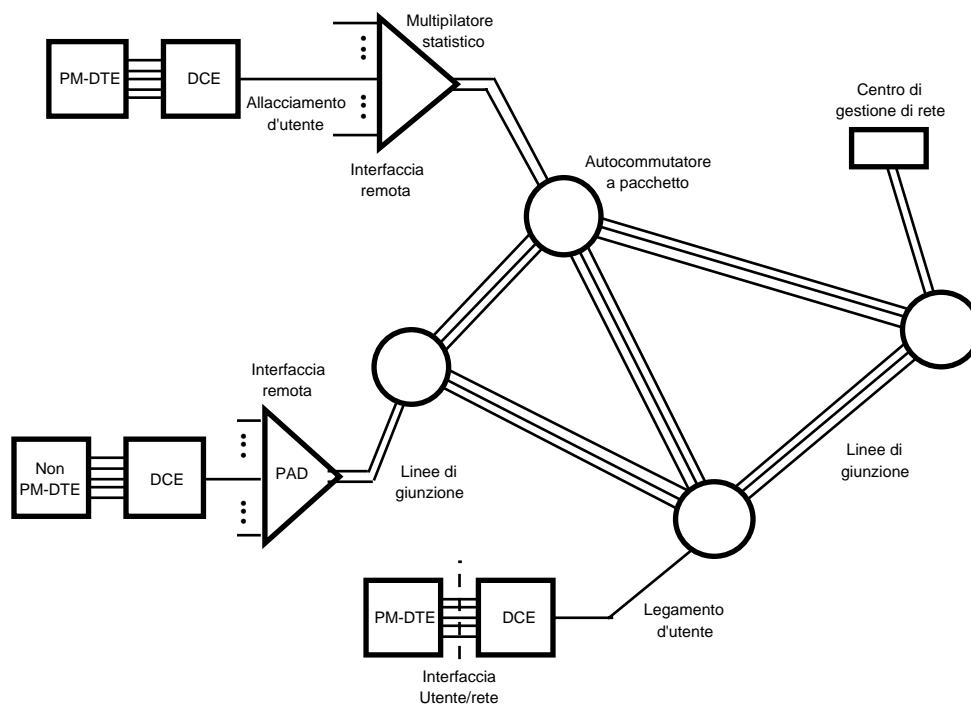 Multipìlatore
statistico
PM-DTE
DCE
Allacciamento
d'utente
Interfaccia
remota
Centro di
gestione di rete
Autocommutatore
a pacchetto
Interfaccia
remota
Non
PM-DTE
DCE
PAD
Linee di
giunzione
Linee di
giunzione
PM-DTE
DCE
Legamento
d'utente
Interfaccia
Utente/rete